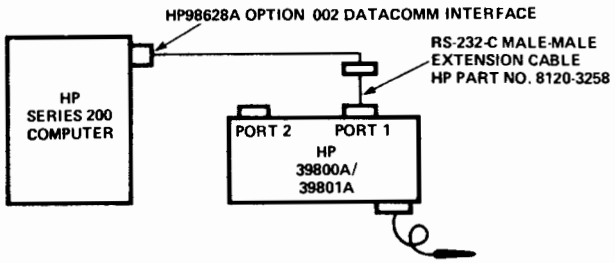 HP98628A OPTION 002 DATACOMM INTERFACE
RS-232-C MALE-MALE
EXTENSION CABLE
HP PART NO. 8120-3258
HP
SERIES 200
COMPUTER
PORT 2
PORT 1
HP
39800A/
39801A